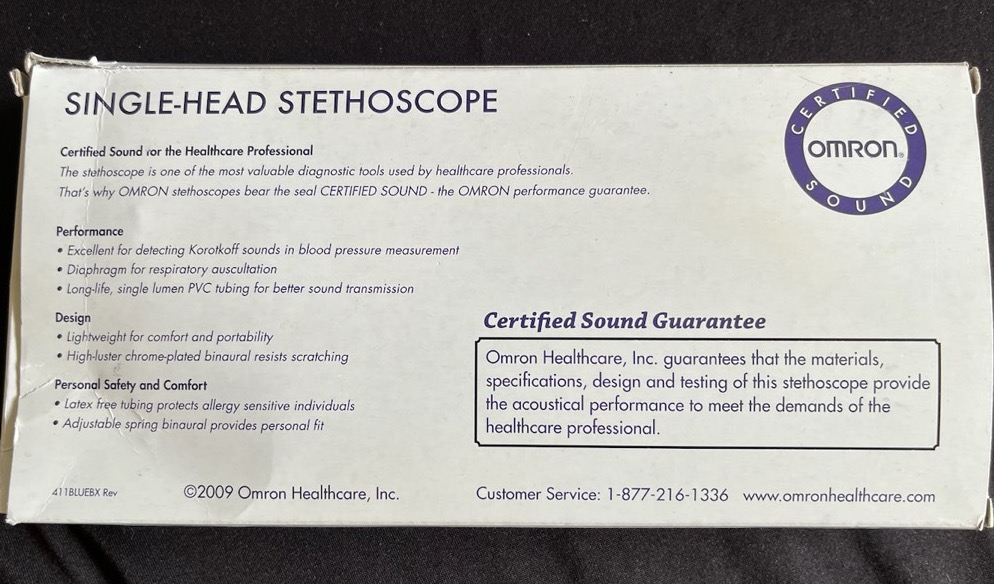 SINGLE-HEAD STETHOSCOPE
CERTIFIED
OMRON®
SOUND
Certified Sound for the Healthcare Professional
The stethoscope is one of the most valuable diagnostic tools used by healthcare professionals.
That's why OMRON stethoscopes bear the seal CERTIFIED SOUND - the OMRON performance guarantee.
Performance
• Excellent for detecting Korotkoff sounds in blood pressure measurement
• Diaphragm for respiratory auscultation
• Long-life, single lumen PVC tubing for better sound transmission
Design
• Lightweight for comfort and portability
• High-luster chrome-plated binaural resists scratching
Personal Safety and Comfort
• Latex free tubing protects allergy sensitive individuals
• Adjustable spring binaural provides personal fit
Certified Sound Guarantee
Omron Healthcare, Inc. guarantees that the materials,
specifications, design and testing of this stethoscope provide
the acoustical performance to meet the demands of the
healthcare professional.
411BLUEBX Rev
©2009 Omron Healthcare, Inc.
Customer Service: 1-877-216-1336 www.omronhealthcare.com